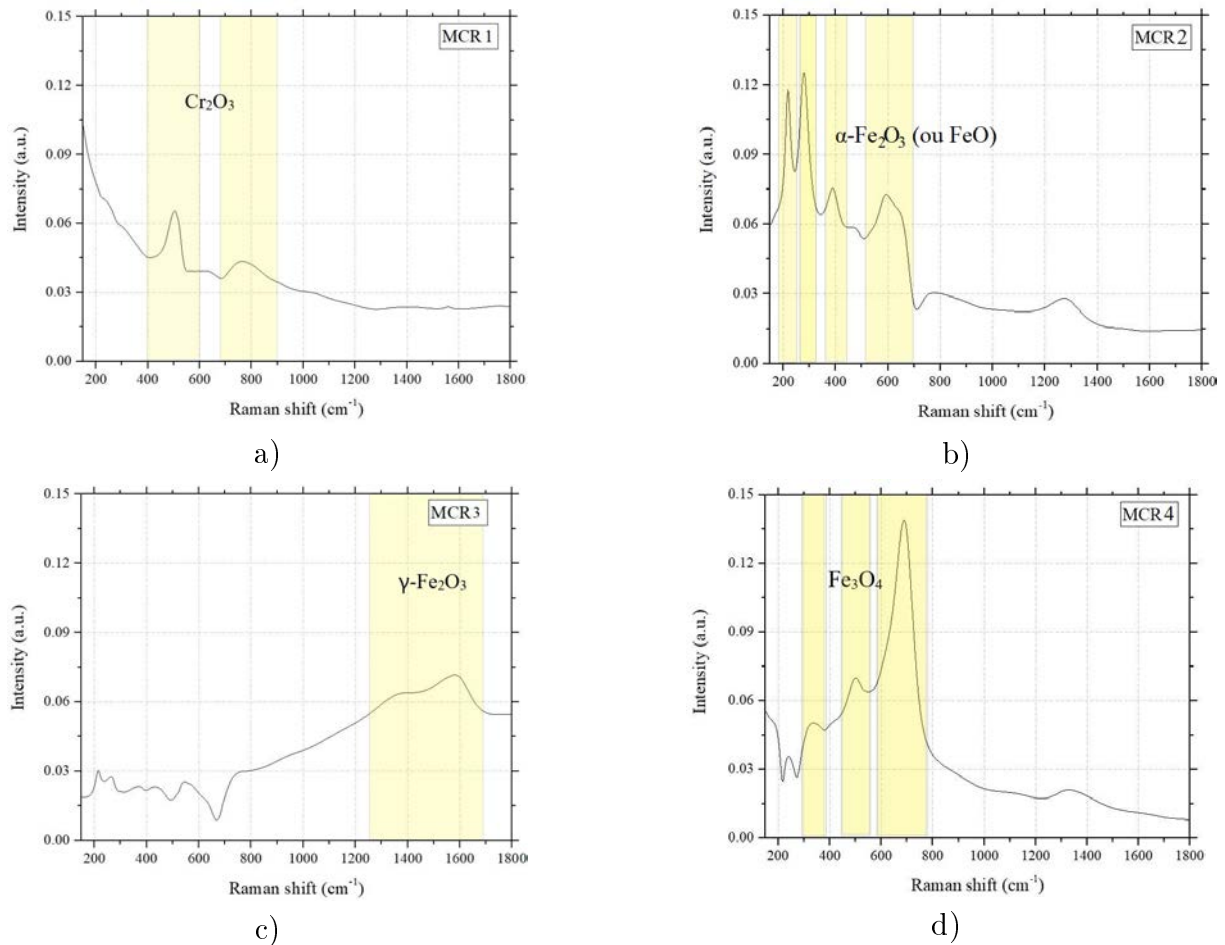 0.15
0.12
0.09
0.06
0.03
0.00
Intensity (a.u.)
MCR 1
Cr₂O₃
200 400 600 800 1000 1200 1400 1600 1800
Raman shift (cm⁻¹)
a)
0.15
0.12
0.09
0.06
0.03
0.00
Intensity (a.u.)
MCR 2
α-Fe₂O₃ (ou FeO)
200 400 600 800 1000 1200 1400 1600 1800
Raman shift (cm⁻¹)
b)
0.15
0.12
0.09
0.06
0.03
0.00
Intensity (a.u.)
MCR 3
γ-Fe₂O₃
200 400 600 800 1000 1200 1400 1600 1800
Raman shift (cm⁻¹)
c)
0.15
0.12
0.09
0.06
0.03
0.00
Intensity (a.u.)
MCR 4
Fe₃O₄
200 400 600 800 1000 1200 1400 1600 1800
Raman shift (cm⁻¹)
d)